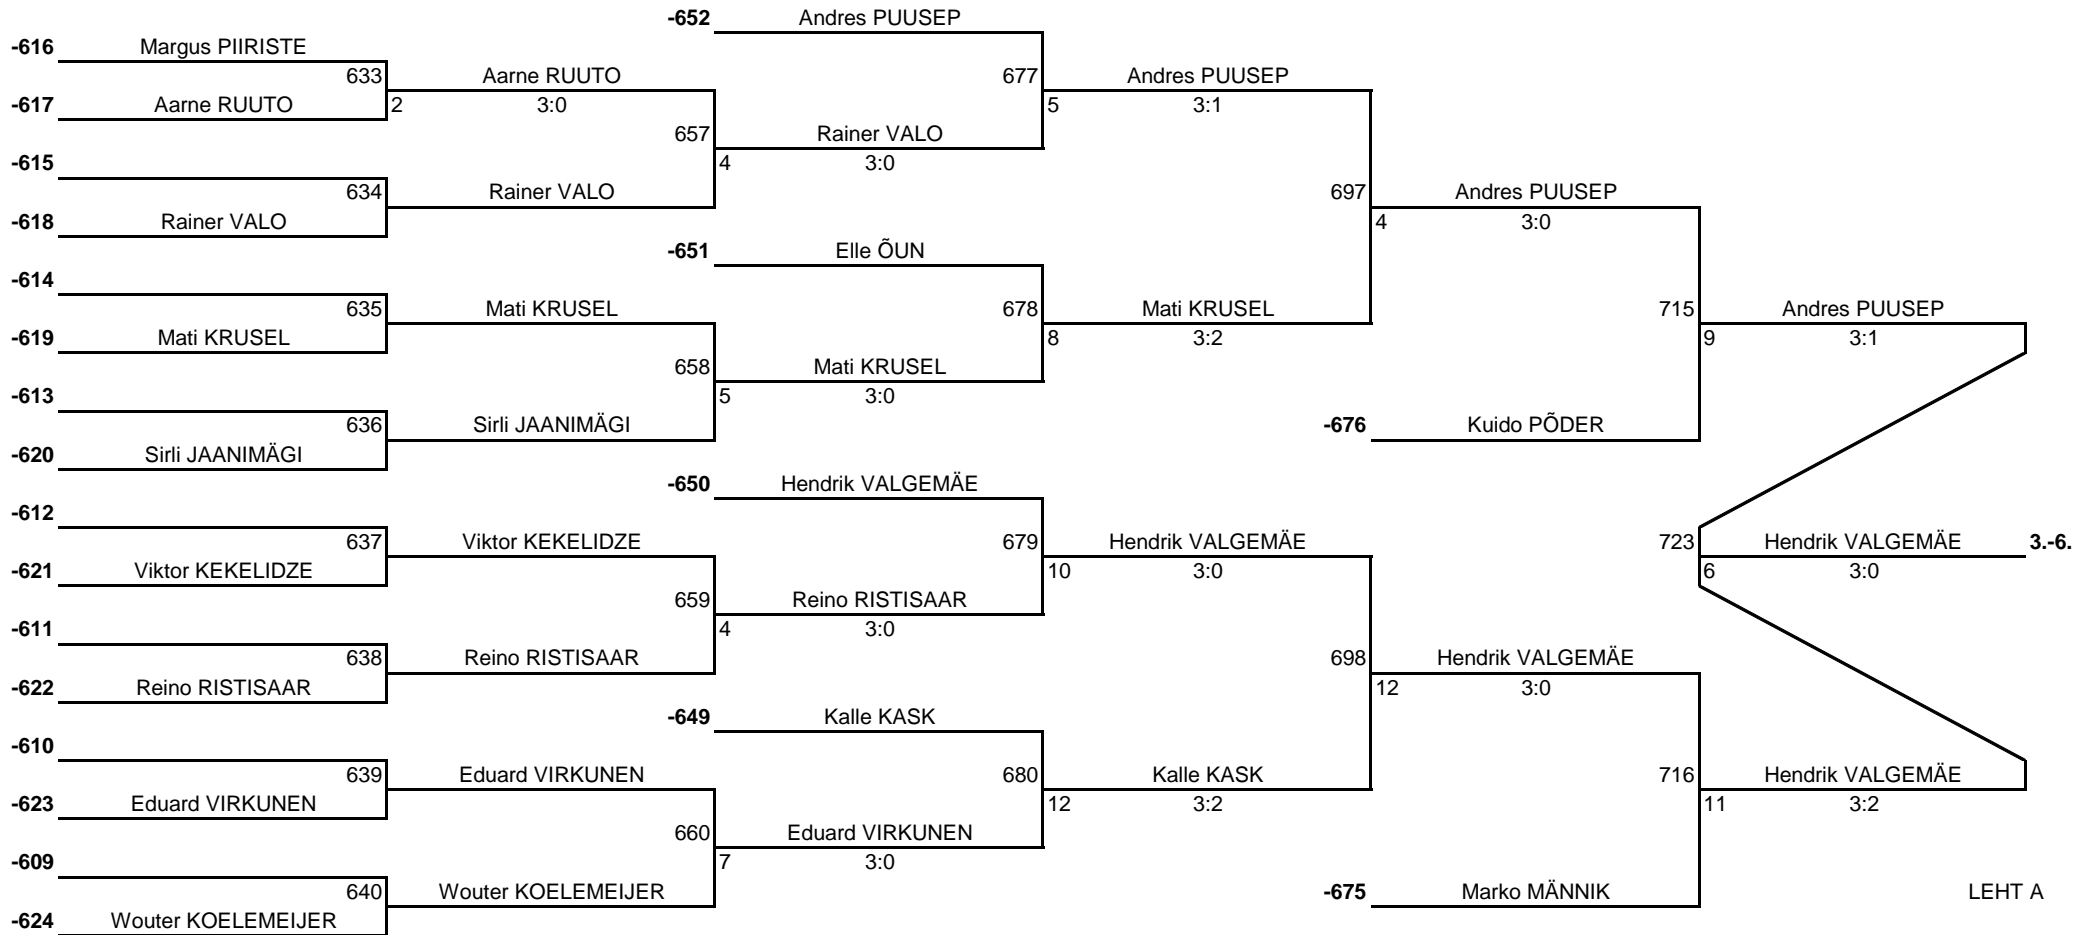 -652 Andres PUUSEP
-616 Margus PIIRISTE
633 Aarne RUUTO 677 Andres PUUSEP
-617 Aarne RUUTO 2 3:0 5 3:1
657 Rainer VALO
-615 4 3:0
634 Rainer VALO 697 Andres PUUSEP
-618 Rainer VALO 4 3:0
-651 Elle ÕUN
-614
635 Mati KRUSEL 678 Mati KRUSEL 715 Andres PUUSEP
-619 Mati KRUSEL 8 3:2 9 3:1
658 Mati KRUSEL
-613 5 3:0
636 Sirli JAANIMÄGI -676 Kuido PÕDER
-620 Sirli JAANIMÄGI
-650 Hendrik VALGEMÄE
-612
637 Viktor KEKELIDZE 679 Hendrik VALGEMÄE 723 Hendrik VALGEMÄE 3.-6.
-621 Viktor KEKELIDZE 10 3:0 6 3:0
659 Reino RISTISAAR
-611 4 3:0
638 Reino RISTISAAR 698 Hendrik VALGEMÄE
-622 Reino RISTISAAR 12 3:0
-649 Kalle KASK
-610
639 Eduard VIRKUNEN 680 Kalle KASK 716 Hendrik VALGEMÄE
-623 Eduard VIRKUNEN 12 3:2 11 3:2
660 Eduard VIRKUNEN
-609 7 3:0
640 Wouter KOELEMEIJER -675 Marko MÄNNIK LEHT A
-624 Wouter KOELEMEIJER